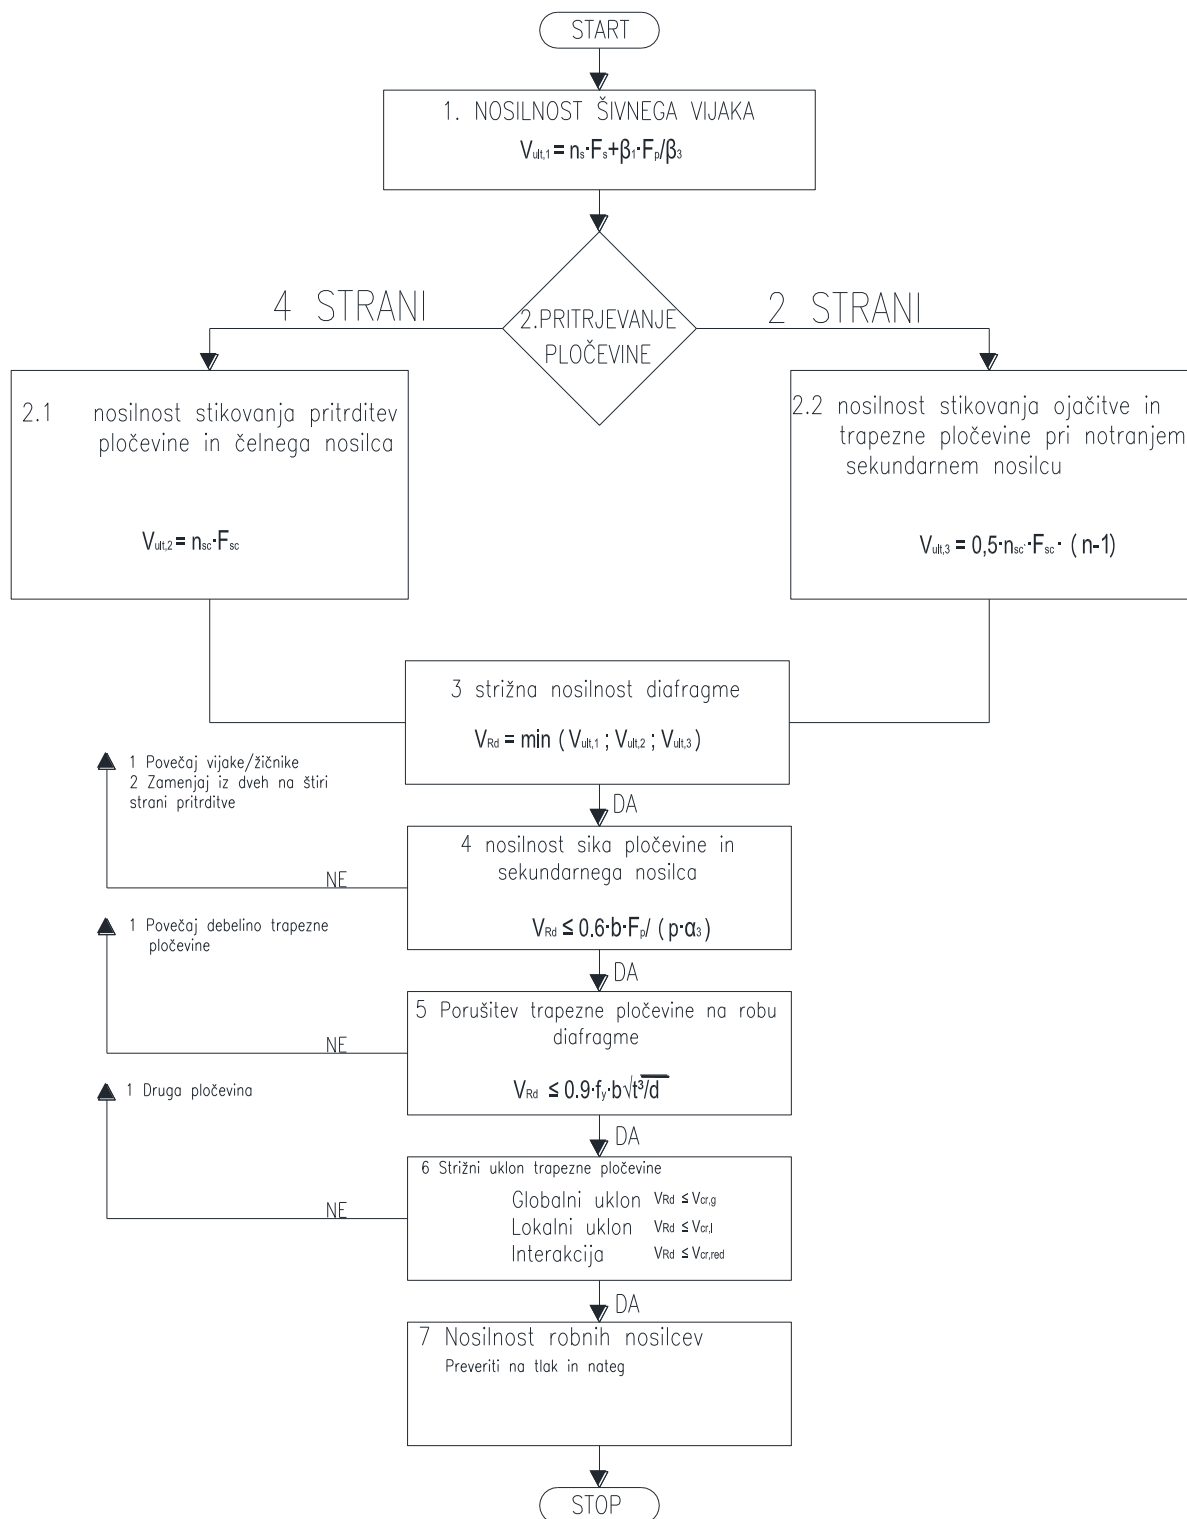 START
1. NOSILNOST ŠIVNEGA VIJAKA
Vult,1 = ns·Fs+β1·Fp/β3
4 STRANI
2 STRANI
2.PRITRJEVANJE
PLOČEVINE
2.1 nosilnost stikovanja pritrditev
pločevine in čelnega nosilca
Vult,2 = nsc·Fsc
2.2 nosilnost stikovanja ojačitve in
trapezne pločevine pri notranjem
sekundarnem nosilcu
Vult,3 = 0,5·nsc·Fsc· (n-1)
3 strižna nosilnost diafragme
VRd = min (Vult,1 ; Vult,2 ; Vult,3)
DA
1 Povečaj vijake/žičnike
2 Zamenjaj iz dveh na štiri
strani pritrditve
NE
4 nosilnost sika pločevine in
sekundarnega nosilca
VRd ≤ 0.6·b·Fp/ (p·α3)
DA
1 Povečaj debelino trapezne
pločevine
NE
5 Porušitev trapezne pločevine na robu
diafragme
VRd ≤ 0.9·fy·b√t³/d
DA
1 Druga pločevina
NE
6 Strižni uklon trapezne pločevine
Globalni uklon VRd ≤ Vcr,g
Lokalni uklon VRd ≤ Vcr,l
Interakcija VRd ≤ Vcr,red
DA
7 Nosilnost robnih nosilcev
Preveriti na tlak in nateg
STOP